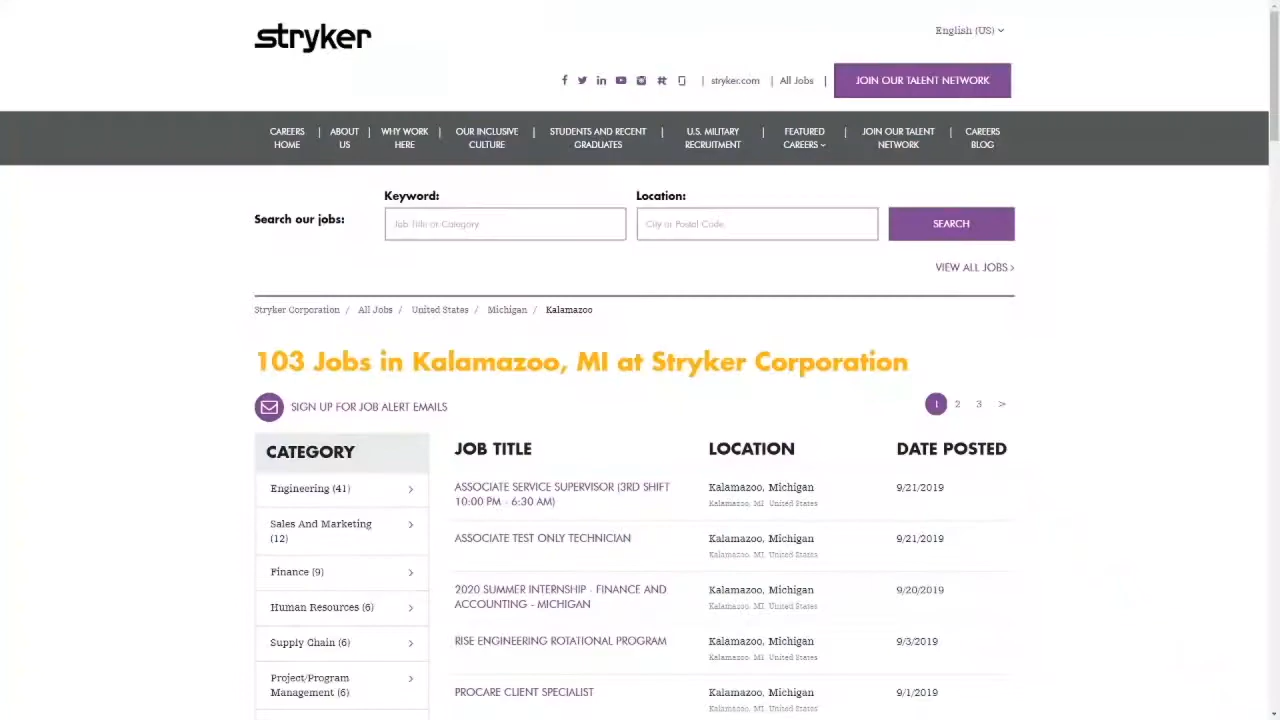 stryker
English (US)
| stryker.com | All Jobs |
JOIN OUR TALENT NETWORK
CAREERS HOME | ABOUT US | WHY WORK HERE | OUR INCLUSIVE CULTURE | STUDENTS AND RECENT GRADUATES | U.S. MILITARY RECRUITMENT | FEATURED CAREERS | JOIN OUR TALENT NETWORK | CAREERS BLOG
Search our jobs:
Keyword:
Job Title or Category
Location:
City or Postal Code
SEARCH
VIEW ALL JOBS >
Stryker Corporation / All Jobs / United States / Michigan / Kalamazoo
103 Jobs in Kalamazoo, MI at Stryker Corporation
SIGN UP FOR JOB ALERT EMAILS
1 2 3 >
CATEGORY
Engineering (41)
Sales And Marketing
(12)
Finance (9)
Human Resources (6)
Supply Chain (6)
Project/Program
Management (6)
JOB TITLE LOCATION DATE POSTED
ASSOCIATE SERVICE SUPERVISOR (3RD SHIFT Kalamazoo, Michigan 9/21/2019
10:00 PM - 6:30 AM) Kalamazoo, MI, United States
ASSOCIATE TEST ONLY TECHNICIAN Kalamazoo, Michigan 9/21/2019
Kalamazoo, MI, United States
2020 SUMMER INTERNSHIP - FINANCE AND Kalamazoo, Michigan 9/20/2019
ACCOUNTING - MICHIGAN Kalamazoo, MI, United States
RISE ENGINEERING ROTATIONAL PROGRAM Kalamazoo, Michigan 9/3/2019
Kalamazoo, MI, United States
PROCARE CLIENT SPECIALIST Kalamazoo, Michigan 9/1/2019
Kalamazoo, MI, United States